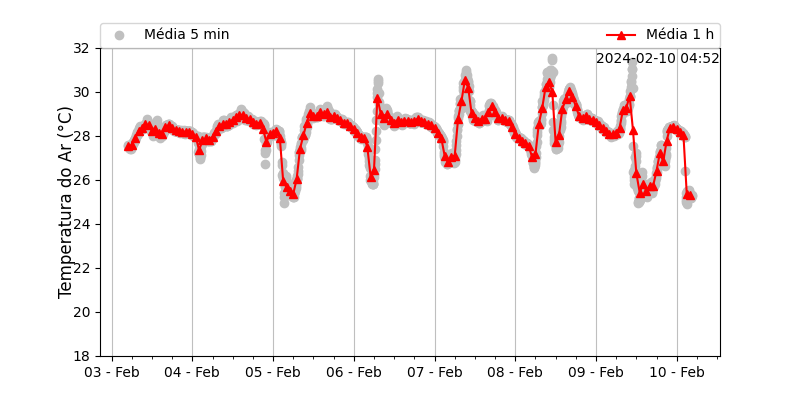 Média 5 min
Média 1 h
2024-02-10 04:52
Temperatura do Ar (°C)
32
30
28
26
24
22
20
18
03 - Feb
04 - Feb
05 - Feb
06 - Feb
07 - Feb
08 - Feb
09 - Feb
10 - Feb